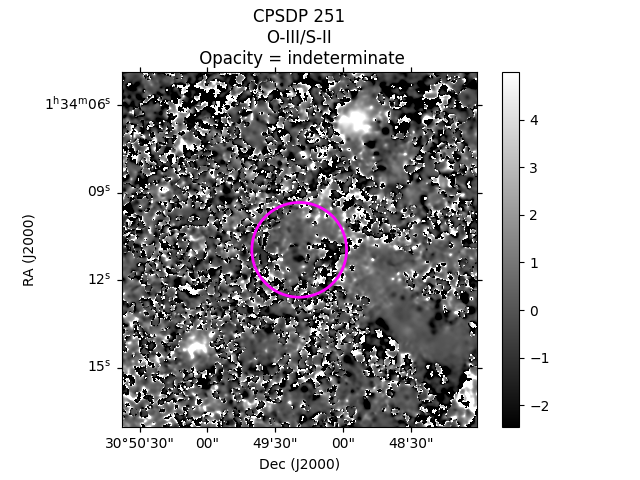 CPSDP 251
O-III/S-II
Opacity = indeterminate
1ʰ34ᵐ06ˢ
09ˢ
12ˢ
15ˢ
RA (J2000)
30°50'30" 00" 49'30" 00" 48'30"
Dec (J2000)
4
3
2
1
0
−1
−2